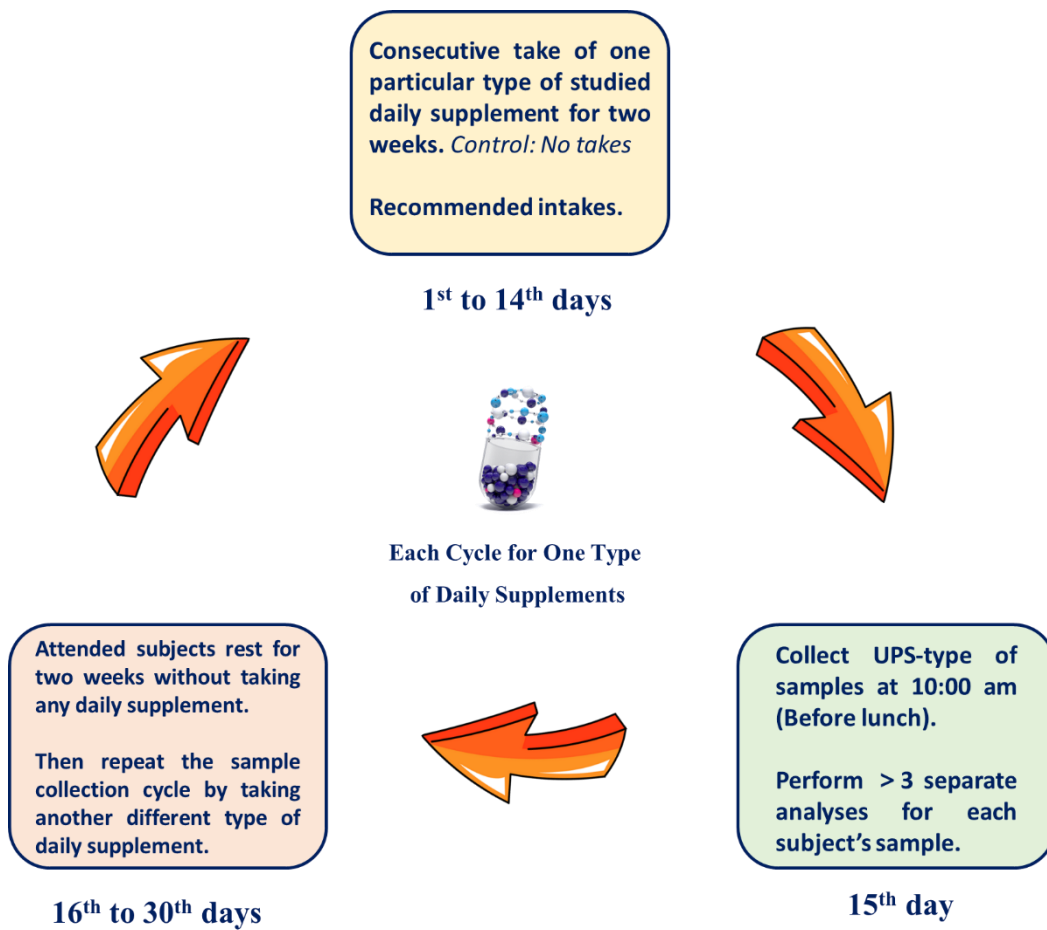 Consecutive take of one
particular type of studied
daily supplement for two
weeks. Control: No takes
Recommended intakes.
1st to 14th days
Each Cycle for One Type
of Daily Supplements
Collect UPS-type of
samples at 10:00 am
(Before lunch).
Perform > 3 separate
analyses for each
subject's sample.
15th day
Attended subjects rest for
two weeks without taking
any daily supplement.
Then repeat the sample
collection cycle by taking
another different type of
daily supplement.
16th to 30th days